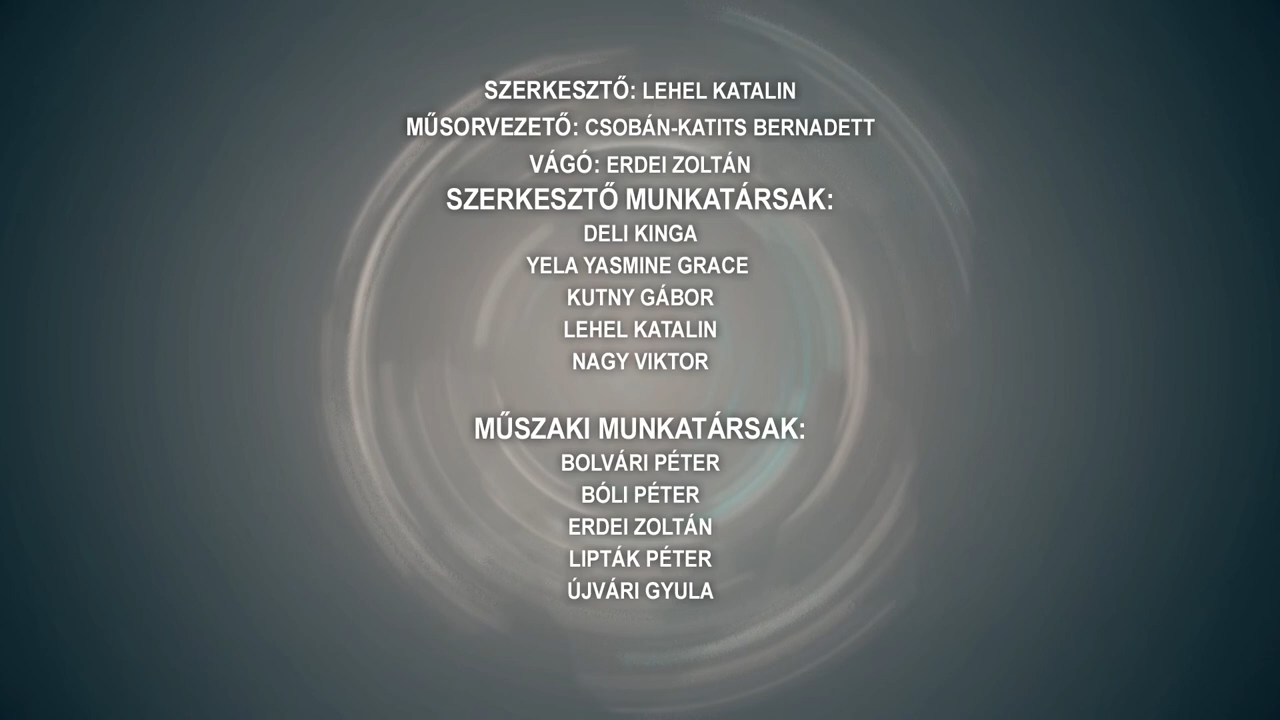 SZERKESZTŐ: LEHEL KATALIN
MŰSORVEZETŐ: CSOBÁN-KATITS BERNADETT
VÁGÓ: ERDEI ZOLTÁN
SZERKESZTŐ MUNKATÁRSAK:
DELI KINGA
YELA YASMINE GRACE
KUTNY GÁBOR
LEHEL KATALIN
NAGY VIKTOR
MŰSZAKI MUNKATÁRSAK:
BOLVÁRI PÉTER
BÓLI PÉTER
ERDEI ZOLTÁN
LIPTÁK PÉTER
ÚJVÁRI GYULA